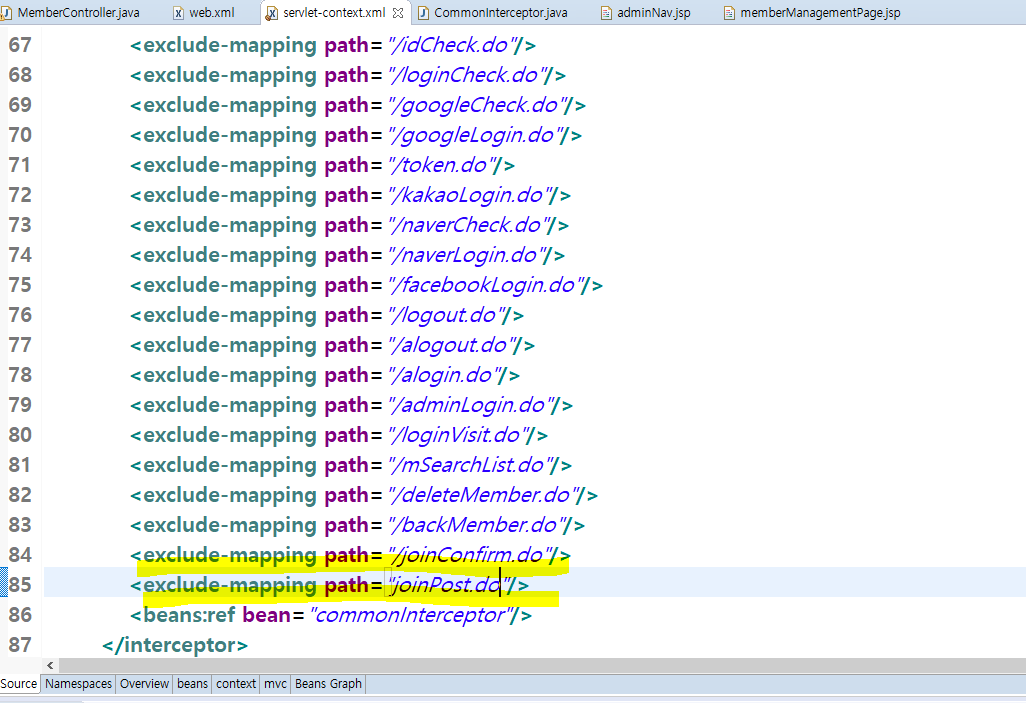 MemberController.java web.xml servlet-context.xml CommonInterceptor.java adminNav.jsp memberManagementPage.jsp
67 <exclude-mapping path="/idCheck.do"/>
68 <exclude-mapping path="/loginCheck.do"/>
69 <exclude-mapping path="/googleCheck.do"/>
70 <exclude-mapping path="/googleLogin.do"/>
71 <exclude-mapping path="/token.do"/>
72 <exclude-mapping path="/kakaoLogin.do"/>
73 <exclude-mapping path="/naverCheck.do"/>
74 <exclude-mapping path="/naverLogin.do"/>
75 <exclude-mapping path="/facebookLogin.do"/>
76 <exclude-mapping path="/logout.do"/>
77 <exclude-mapping path="/alogout.do"/>
78 <exclude-mapping path="/alogin.do"/>
79 <exclude-mapping path="/adminLogin.do"/>
80 <exclude-mapping path="/loginVisit.do"/>
81 <exclude-mapping path="/mSearchList.do"/>
82 <exclude-mapping path="/deleteMember.do"/>
83 <exclude-mapping path="/backMember.do"/>
84 <exclude-mapping path="/joinConfirm.do"/>
85 <exclude-mapping path="joinPost.do"/>
86 <beans:ref bean="commonInterceptor"/>
87 </interceptor>
Source Namespaces Overview beans context mvc Beans Graph